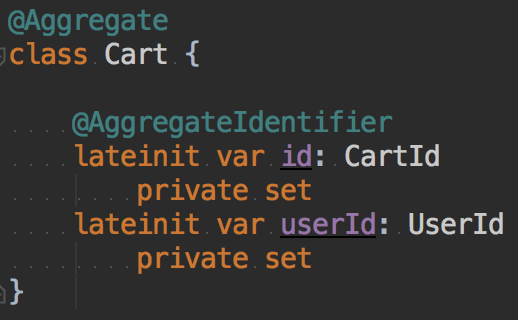 @Aggregate
class Cart {
@AggregateIdentifier
lateinit var id: CartId
private set
lateinit var userId: UserId
private set
}